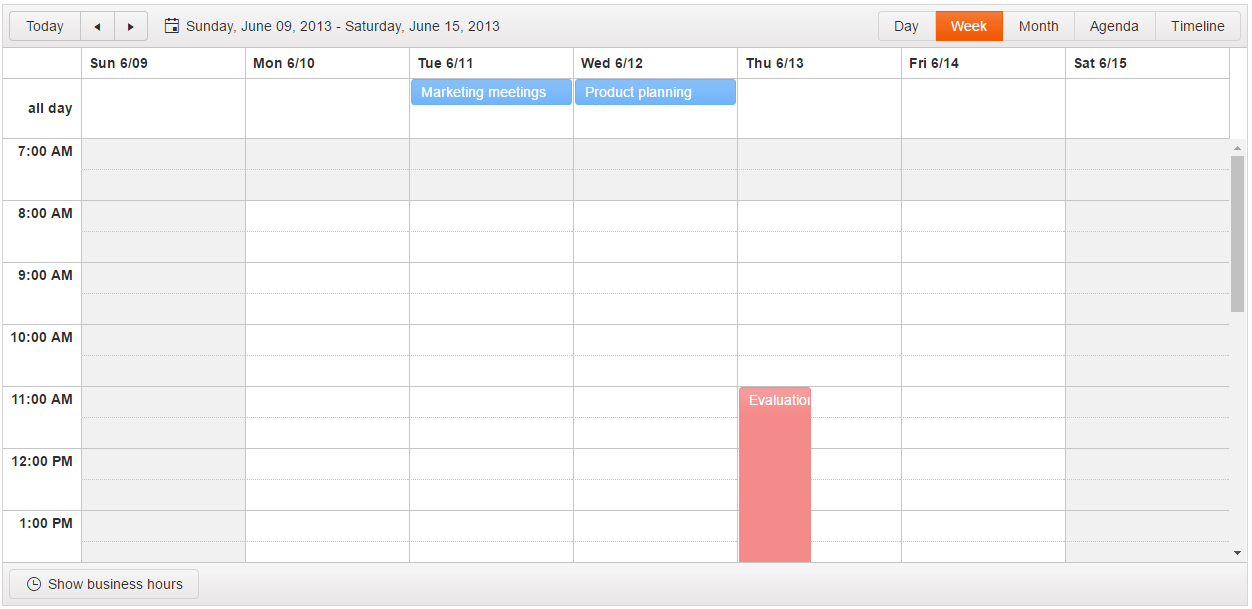 Today Sunday, June 09, 2013 - Saturday, June 15, 2013 Day Week Month Agenda Timeline
Sun 6/09 Mon 6/10 Tue 6/11 Wed 6/12 Thu 6/13 Fri 6/14 Sat 6/15
Marketing meetings Product planning
all day
7:00 AM
8:00 AM
9:00 AM
10:00 AM
11:00 AM Evaluation
12:00 PM
1:00 PM
Show business hours